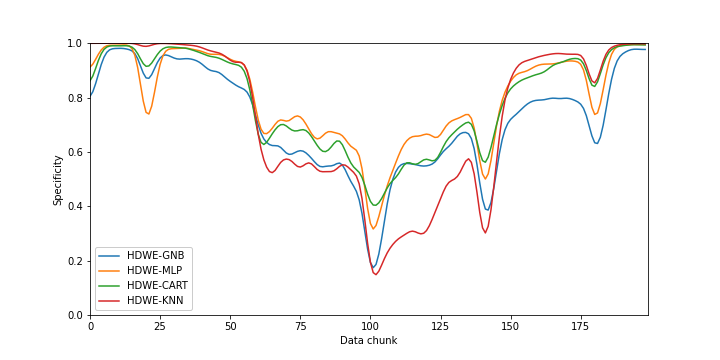 1.0
0.8
0.6
0.4
0.2
0.0
Specificity
HDWE-GNB
HDWE-MLP
HDWE-CART
HDWE-KNN
0 25 50 75 100 125 150 175
Data chunk